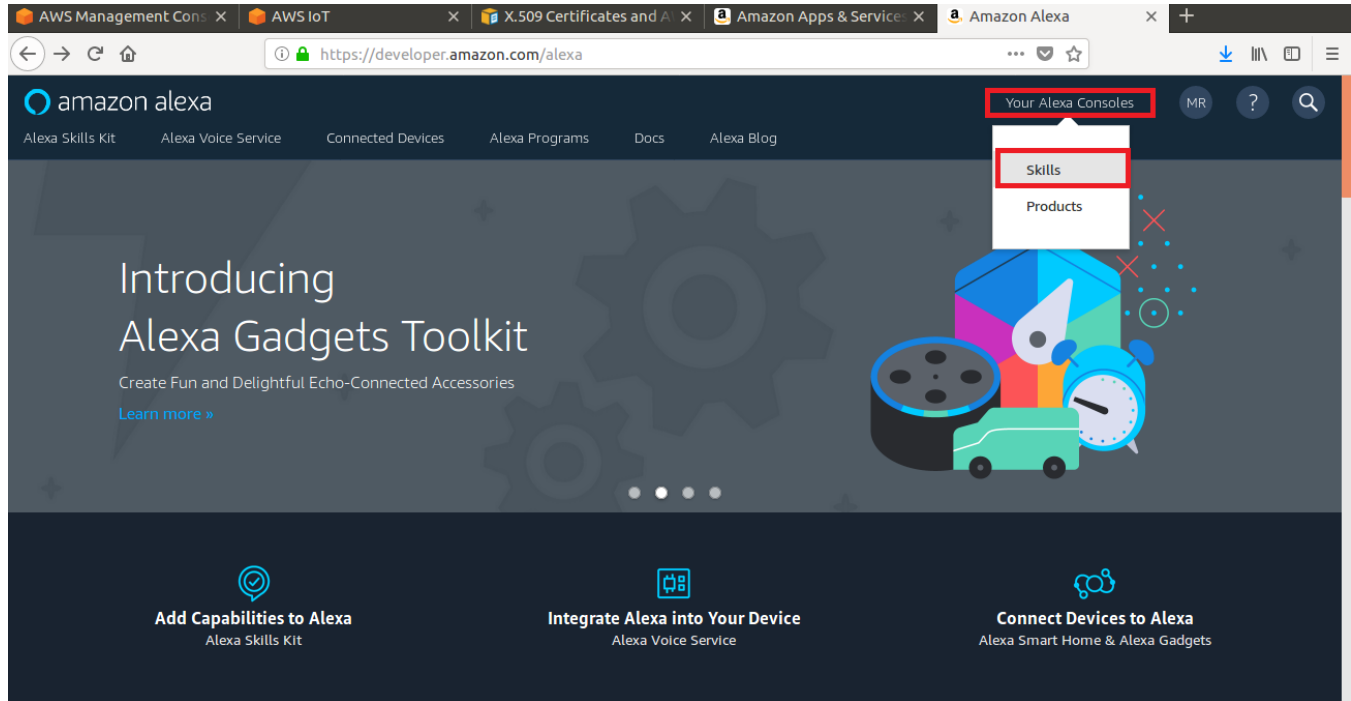 AWS Management Cons
AWS IoT
X.509 Certificates and A
Amazon Apps & Services
Amazon Alexa
https://developer.amazon.com/alexa
amazon alexa
Your Alexa Consoles
MR
?
Alexa Skills Kit
Alexa Voice Service
Connected Devices
Alexa Programs
Docs
Alexa Blog
Skills
Products
Introducing
Alexa Gadgets Toolkit
Create Fun and Delightful Echo-Connected Accessories
Learn more »
Add Capabilities to Alexa
Alexa Skills Kit
Integrate Alexa into Your Device
Alexa Voice Service
Connect Devices to Alexa
Alexa Smart Home & Alexa Gadgets